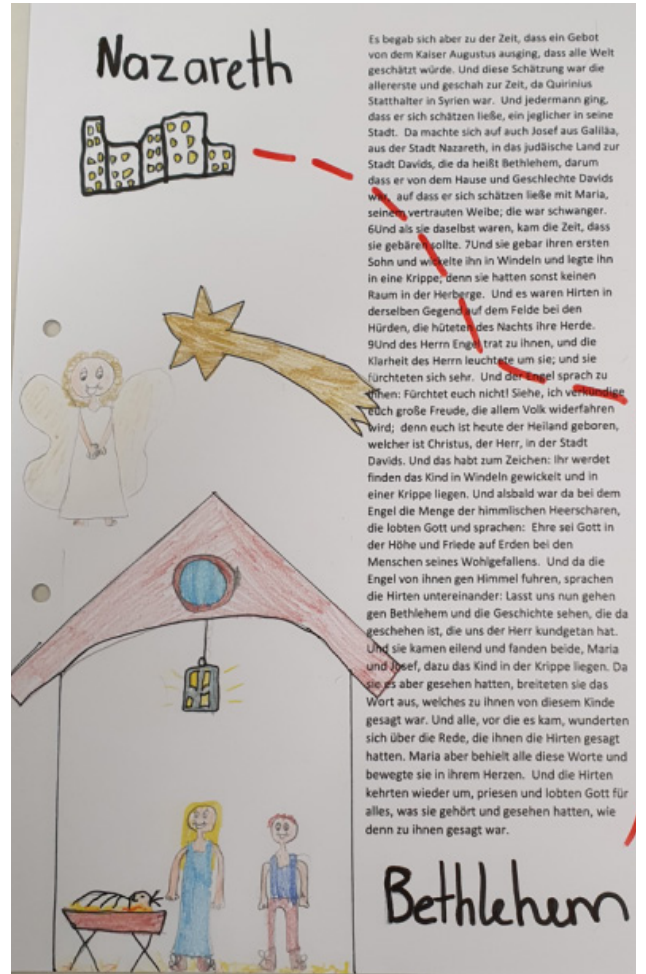 Nazareth
Es begab sich aber zu der Zeit, dass ein Gebot
von dem Kaiser Augustus ausging, dass alle Welt
geschätzt würde. Und diese Schätzung war die
allererste und geschah zur Zeit, da Quirinius
Statthalter in Syrien war. Und jedermann ging,
dass er sich schätzen ließe, ein jeglicher in seine
Stadt. Da machte sich auf auch Josef aus Galiläa,
aus der Stadt Nazareth, in das judäische Land zur
Stadt Davids, die da heißt Bethlehem, darum
dass er von dem Hause und Geschlechte Davids
war, auf dass er sich schätzen ließe mit Maria,
seinem vertrauten Weibe; die war schwanger.
6Und als sie daselbst waren, kam die Zeit, dass
sie gebären sollte. 7Und sie gebar ihren ersten
Sohn und wickelte ihn in Windeln und legte ihn
in eine Krippe; denn sie hatten sonst keinen
Raum in der Herberge. Und es waren Hirten in
derselben Gegend auf dem Felde bei den
Hürden, die hüteten des Nachts ihre Herde.
9Und des Herrn Engel trat zu ihnen, und die
Klarheit des Herrn leuchtete um sie; und sie
fürchteten sich sehr. Und der Engel sprach zu
ihnen: Fürchtet euch nicht! Siehe, ich verkündige
euch große Freude, die allem Volk widerfahren
wird; denn euch ist heute der Heiland geboren,
welcher ist Christus, der Herr, in der Stadt
Davids. Und das habt zum Zeichen: ihr werdet
finden das Kind in Windeln gewickelt und in
einer Krippe liegen. Und alsbald war da bei dem
Engel die Menge der himmlischen Heerscharen,
die lobten Gott und sprachen: Ehre sei Gott in
der Höhe und Friede auf Erden bei den
Menschen seines Wohlgefallens. Und da die
Engel von ihnen gen Himmel fuhren, sprachen
die Hirten untereinander: Lasst uns nun gehen
gen Bethlehem und die Geschichte sehen, die da
geschehen ist, die uns der Herr kundgetan hat.
Und sie kamen eilend und fanden beide, Maria
und Josef, dazu das Kind in der Krippe liegen. Da
sie es aber gesehen hatten, breiteten sie das
Wort aus, welches zu ihnen von diesem Kinde
gesagt war. Und alle, vor die es kam, wunderten
sich über die Rede, die ihnen die Hirten gesagt
hatten. Maria aber behielt alle diese Worte und
bewegte sie in ihrem Herzen. Und die Hirten
kehrten wieder um, priesen und lobten Gott für
alles, was sie gehört und gesehen hatten, wie
denn zu ihnen gesagt war.
Bethlehem